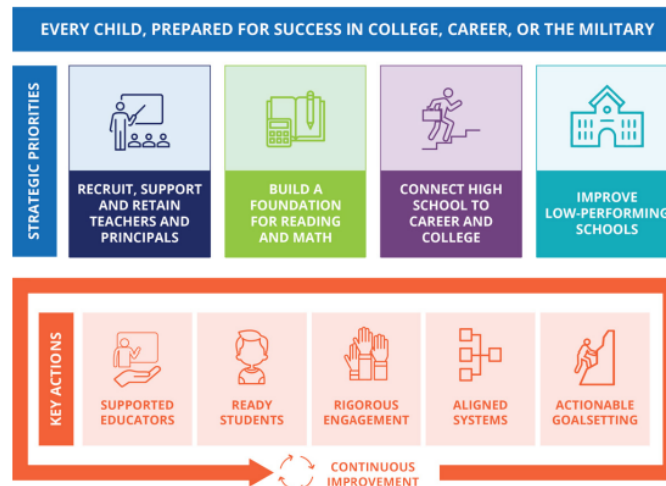 EVERY CHILD, PREPARED FOR SUCCESS IN COLLEGE, CAREER, OR THE MILITARY
STRATEGIC PRIORITIES
RECRUIT, SUPPORT
AND RETAIN
TEACHERS AND
PRINCIPALS
BUILD A
FOUNDATION
FOR READING
AND MATH
CONNECT HIGH
SCHOOL TO
CAREER AND
COLLEGE
IMPROVE
LOW-PERFORMING
SCHOOLS
KEY ACTIONS
SUPPORTED
EDUCATORS
READY
STUDENTS
RIGOROUS
ENGAGEMENT
ALIGNED
SYSTEMS
ACTIONABLE
GOALSETTING
CONTINUOUS
IMPROVEMENT